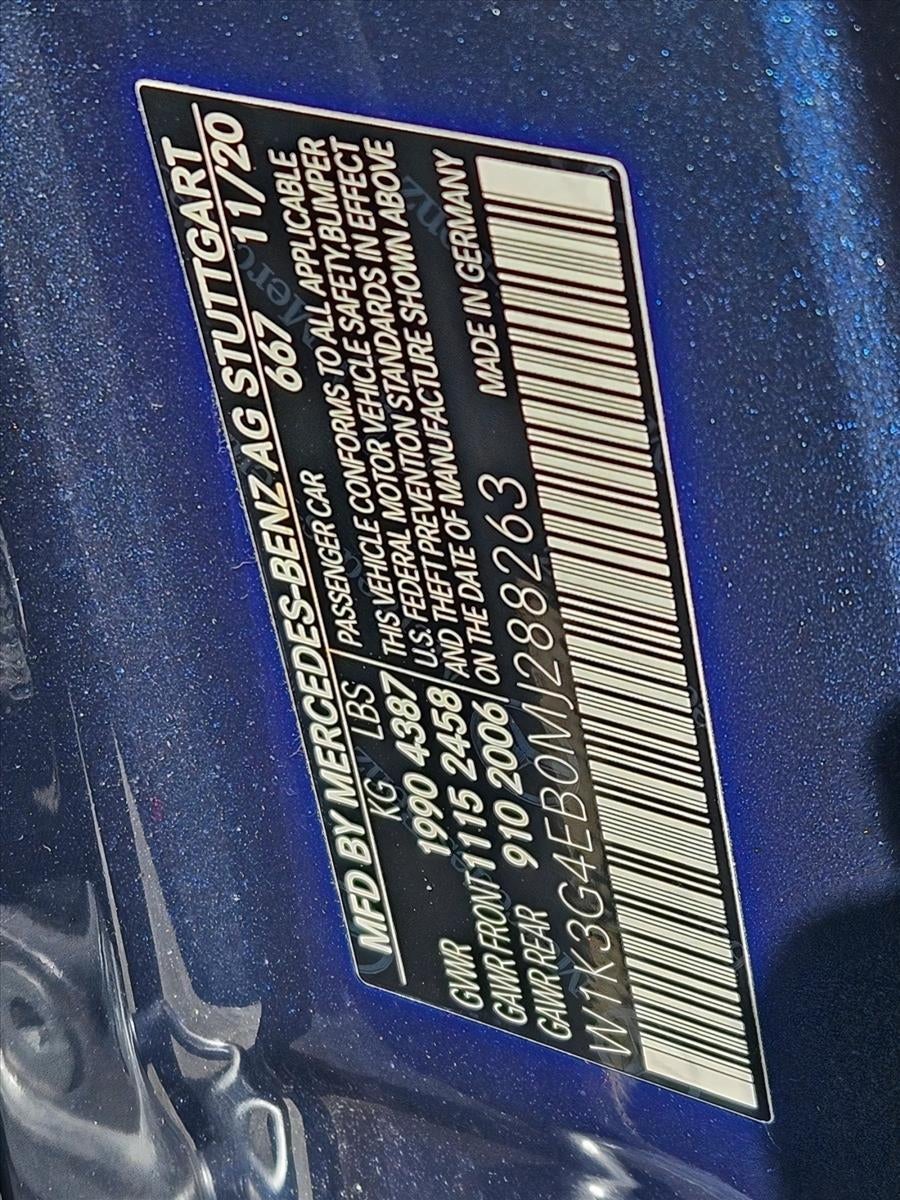 MFD BY MERCEDES-BENZ AG STUTTGART
KG LBS PASSENGER CAR 667 11/20
GVWR 1990 4387
GAWR FRONT 1115 2458
GAWR REAR 910 2006
THIS VEHICLE CONFORMS TO ALL APPLICABLE
U.S. FEDERAL MOTOR VEHICLE SAFETY,BUMPER
AND THEFT PREVENTION STANDARDS IN EFFECT
ON THE DATE OF MANUFACTURE SHOWN ABOVE
W1K3G4EB0MJ288263
MADE IN GERMANY